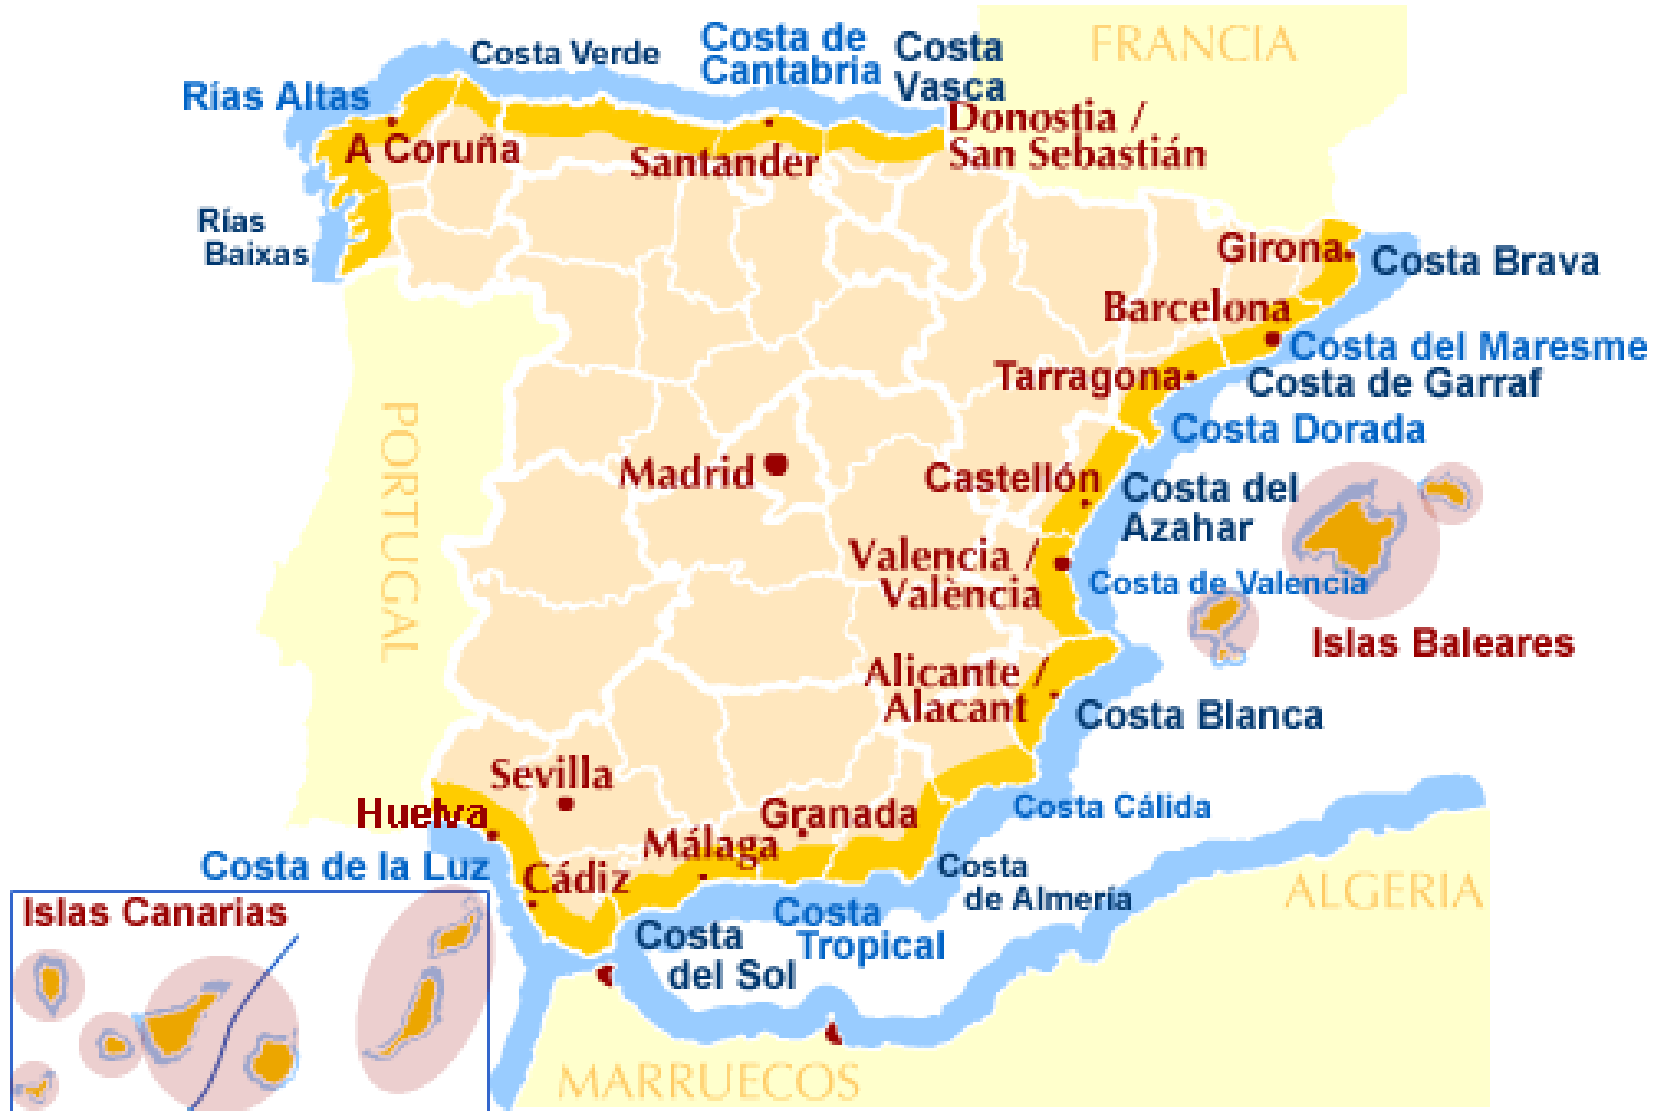 FRANCIA
Costa Verde
Costa de
Cantabria
Costa
Vasca
Rías Altas
A Coruña
Santander
Donostia /
San Sebastián
Rías
Baixas
Girona
Costa Brava
Barcelona
Costa del Maresme
Tarragona
Costa de Garraf
Costa Dorada
PORTUGAL
Madrid
Castellón
Costa del
Azahar
Valencia /
València
Costa de Valencia
Islas Baleares
Alicante /
Alacant
Costa Blanca
Sevilla
Huelva
Granada
Costa Cálida
Málaga
Costa de la Luz
Cádiz
Costa
de Almería
ALGERIA
Islas Canarias
Costa
Tropical
Costa
del Sol
MARRUECOS